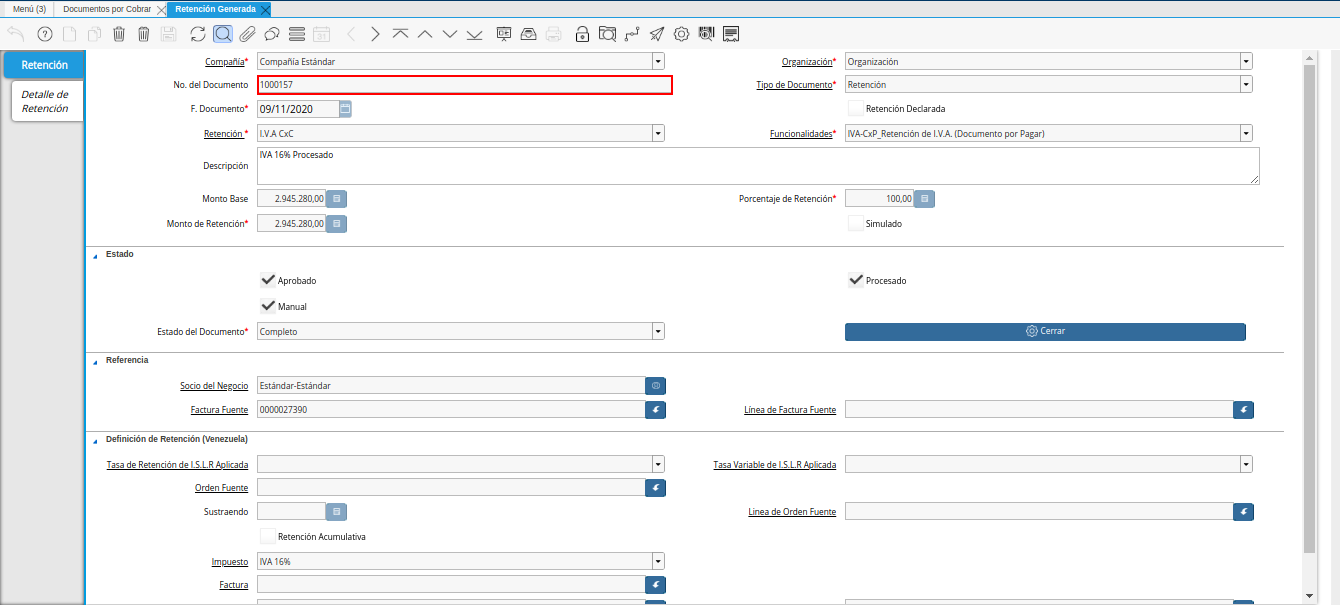 Menú (3) Documentos por Cobrar Retención Generada
Retención
Detalle de
Retención
Compañía* Compañía Estándar Organización* Organización
No. del Documento 1000157 Tipo de Documento* Retención
F. Documento* 09/11/2020 Retención Declarada
Retención * I.V.A CxC Funcionalidades* IVA-CxP_Retención de I.V.A. (Documento por Pagar)
Descripción IVA 16% Procesado
Monto Base 2.945.280,00 Porcentaje de Retención* 100,00
Monto de Retención* 2.945.280,00 Simulado
Estado
Aprobado Procesado
Manual
Estado del Documento* Completo Cerrar
Referencia
Socio del Negocio Estándar-Estándar
Factura Fuente 0000027390 Línea de Factura Fuente
Definición de Retención (Venezuela)
Tasa de Retención de I.S.L.R Aplicada Tasa Variable de I.S.L.R Aplicada
Orden Fuente
Sustraendo Linea de Orden Fuente
Retención Acumulativa
Impuesto IVA 16%
Factura